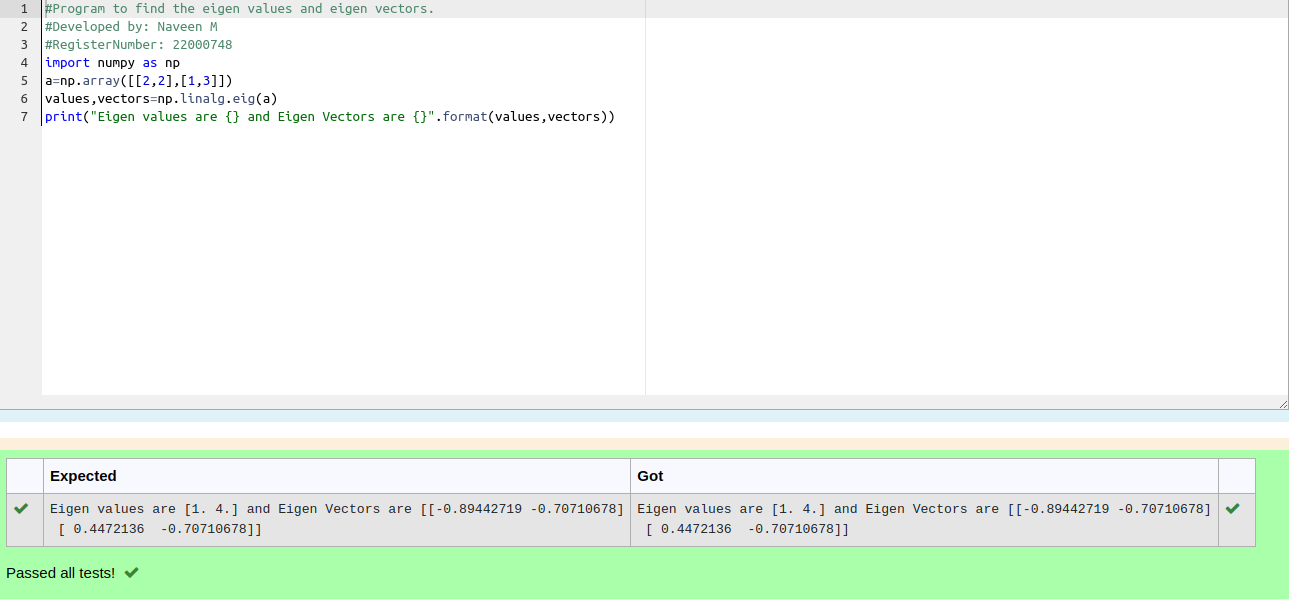 1 #Program to find the eigen values and eigen vectors.
2 #Developed by: Naveen M
3 #RegisterNumber: 22000748
4 import numpy as np
5 a=np.array([[2,2],[1,3]])
6 values,vectors=np.linalg.eig(a)
7 print("Eigen values are {} and Eigen Vectors are {}".format(values,vectors))
Expected Got
Eigen values are [1. 4.] and Eigen Vectors are [[-0.89442719 -0.70710678] Eigen values are [1. 4.] and Eigen Vectors are [[-0.89442719 -0.70710678]
[ 0.4472136  -0.70710678]] [ 0.4472136  -0.70710678]]
Passed all tests!